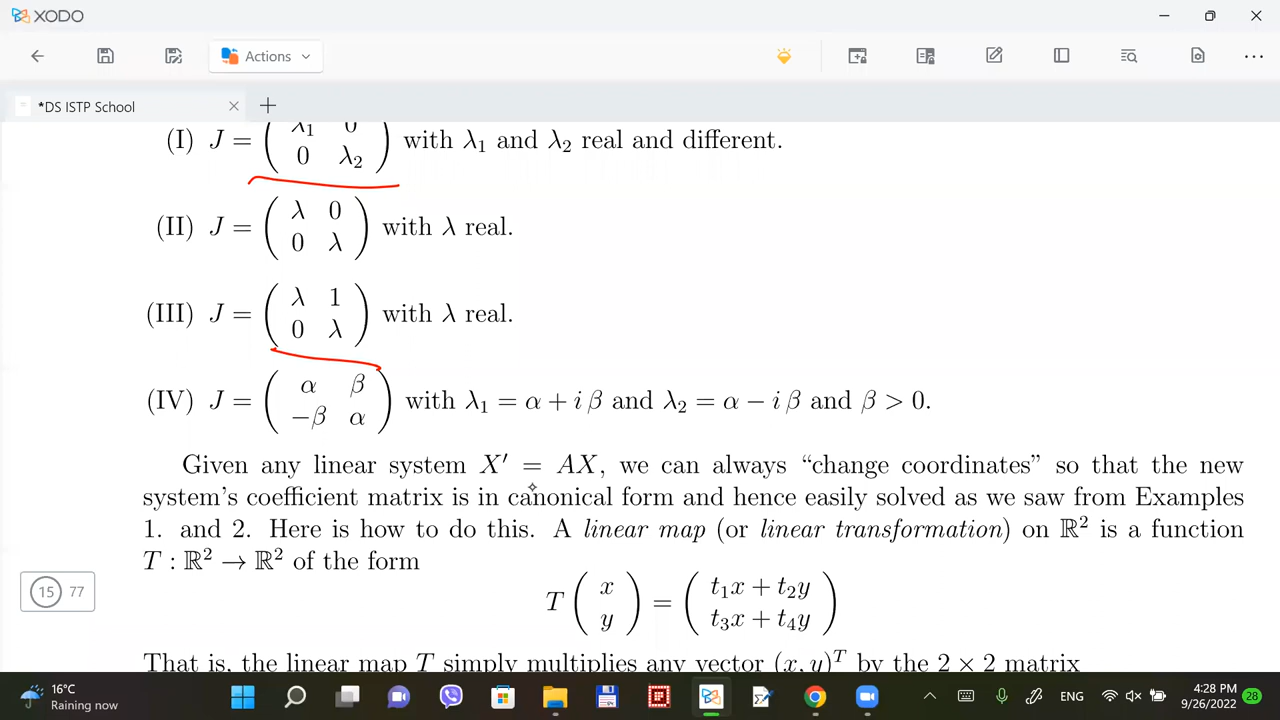 XODO
Actions
*DS ISTP School
(I) J = ( λ₁ 0 ) with λ₁ and λ₂ real and different.
0 λ₂
(II) J = ( λ 0 ) with λ real.
0 λ
(III) J = ( λ 1 ) with λ real.
0 λ
(IV) J = ( α β ) with λ₁ = α + i β and λ₂ = α − i β and β > 0.
−β α
Given any linear system X′ = AX, we can always “change coordinates” so that the new
system’s coefficient matrix is in canonical form and hence easily solved as we saw from Examples
1. and 2. Here is how to do this. A linear map (or linear transformation) on ℝ² is a function
T : ℝ² → ℝ² of the form
15 77
T ( x ) = ( t₁x + t₂y )
y t₃x + t₄y
That is, the linear map T simply multiplies any vector (x, y)ᵀ by the 2 × 2 matrix
16°C
Raining now
ENG
4:28 PM
9/26/2022
28